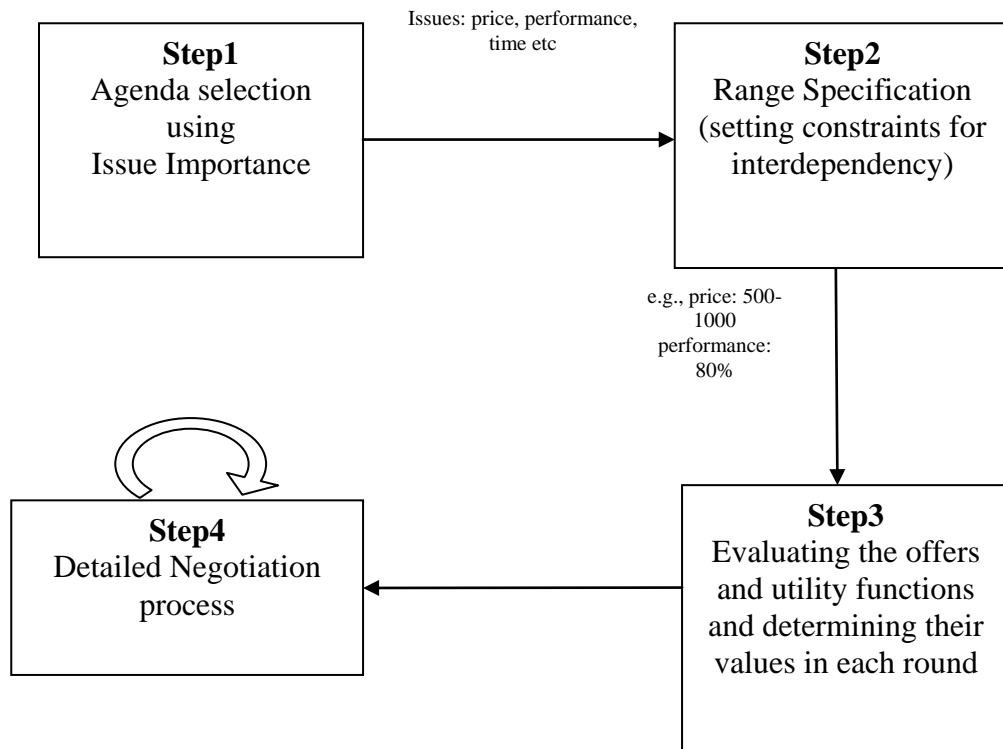 Step1
Agenda selection
using
Issue Importance
Issues: price, performance,
time etc
Step2
Range Specification
(setting constraints for
interdependency)
e.g., price: 500-
1000
performance:
80%
Step3
Evaluating the offers
and utility functions
and determining their
values in each round
Step4
Detailed Negotiation
process